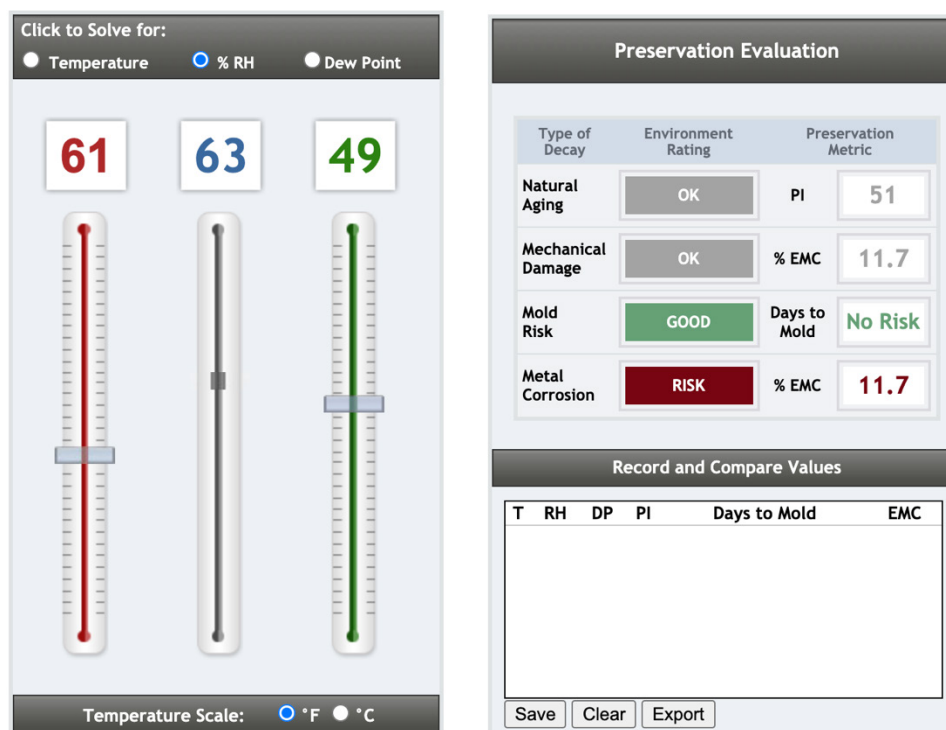 Click to Solve for:
Temperature % RH Dew Point
61 63 49
Temperature Scale: °F °C
Preservation Evaluation
Type of Decay Environment Rating Preservation Metric
Natural Aging OK PI 51
Mechanical Damage OK % EMC 11.7
Mold Risk GOOD Days to Mold No Risk
Metal Corrosion RISK % EMC 11.7
Record and Compare Values
T RH DP PI Days to Mold EMC
Save Clear Export